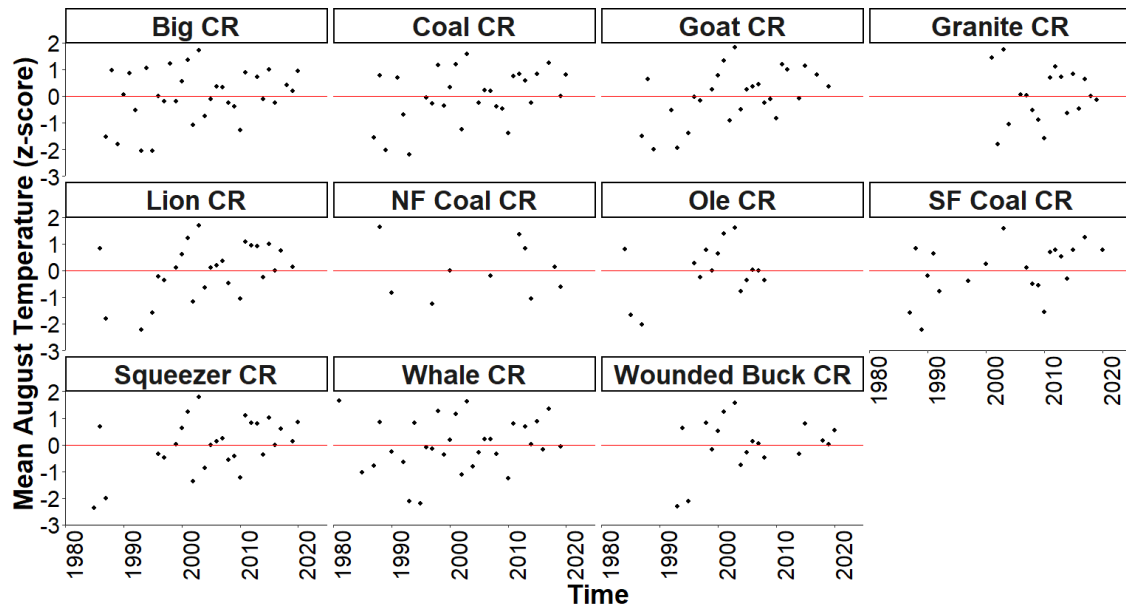 Mean August Temperature (z-score)
Big CR
Coal CR
Goat CR
Granite CR
2
1
0
-1
-2
-3
Lion CR
NF Coal CR
Ole CR
SF Coal CR
2
1
0
-1
-2
-3
Squeezer CR
Whale CR
Wounded Buck CR
1980
1990
2000
2010
2020
2
1
0
-1
-2
-3
1980
1990
2000
2010
2020
1980
1990
2000
2010
2020
1980
1990
2000
2010
2020
Time